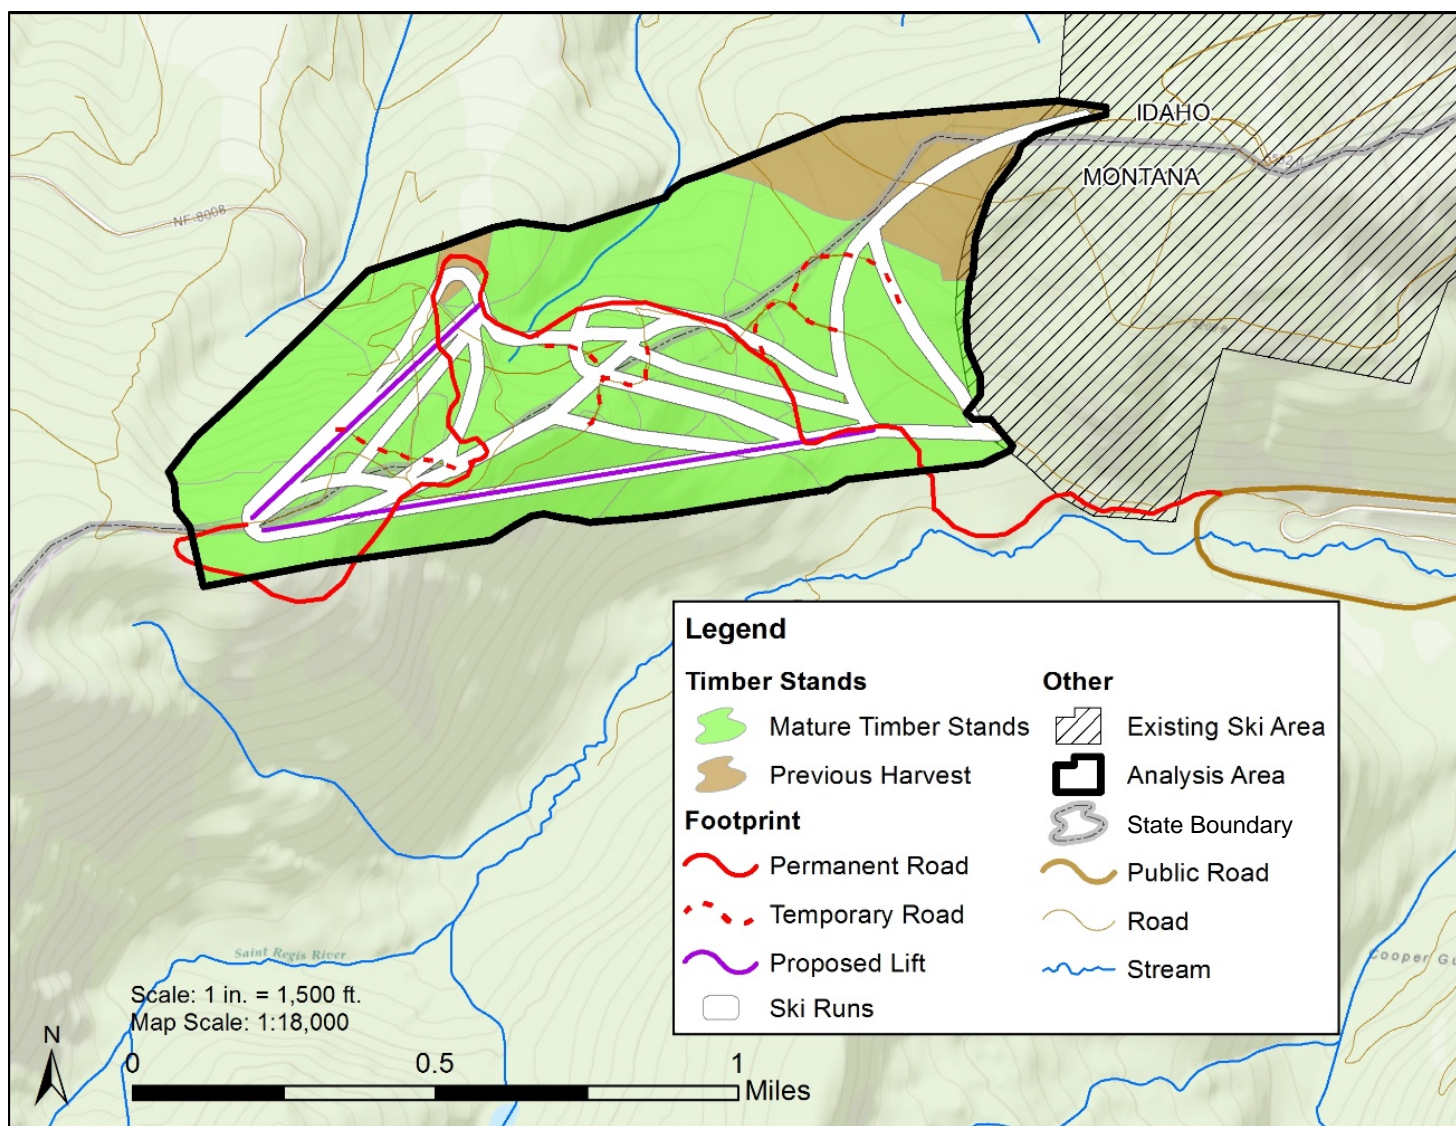 IDAHO
MONTANA
NF-8008
Legend
Timber Stands
Mature Timber Stands
Previous Harvest
Footprint
Permanent Road
Temporary Road
Proposed Lift
Ski Runs
Other
Existing Ski Area
Analysis Area
State Boundary
Public Road
Road
Stream
Saint Regis River
Cooper Gu
Scale: 1 in. = 1,500 ft.
Map Scale: 1:18,000
N
0 0.5 1
Miles